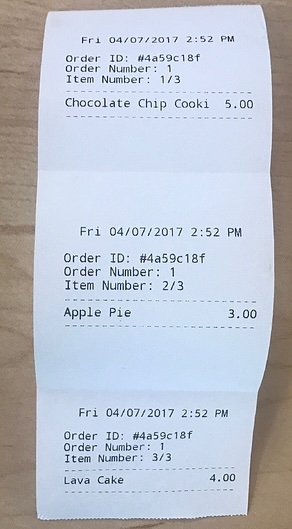 Fri 04/07/2017 2:52 PM
Order ID: #4a59c18f
Order Number: 1
Item Number: 1/3
Chocolate Chip Cooki 5.00
Fri 04/07/2017 2:52 PM
Order ID: #4a59c18f
Order Number: 1
Item Number: 2/3
Apple Pie 3.00
Fri 04/07/2017 2:52 PM
Order ID: #4a59c18f
Order Number: 1
Item Number: 3/3
Lava Cake 4.00